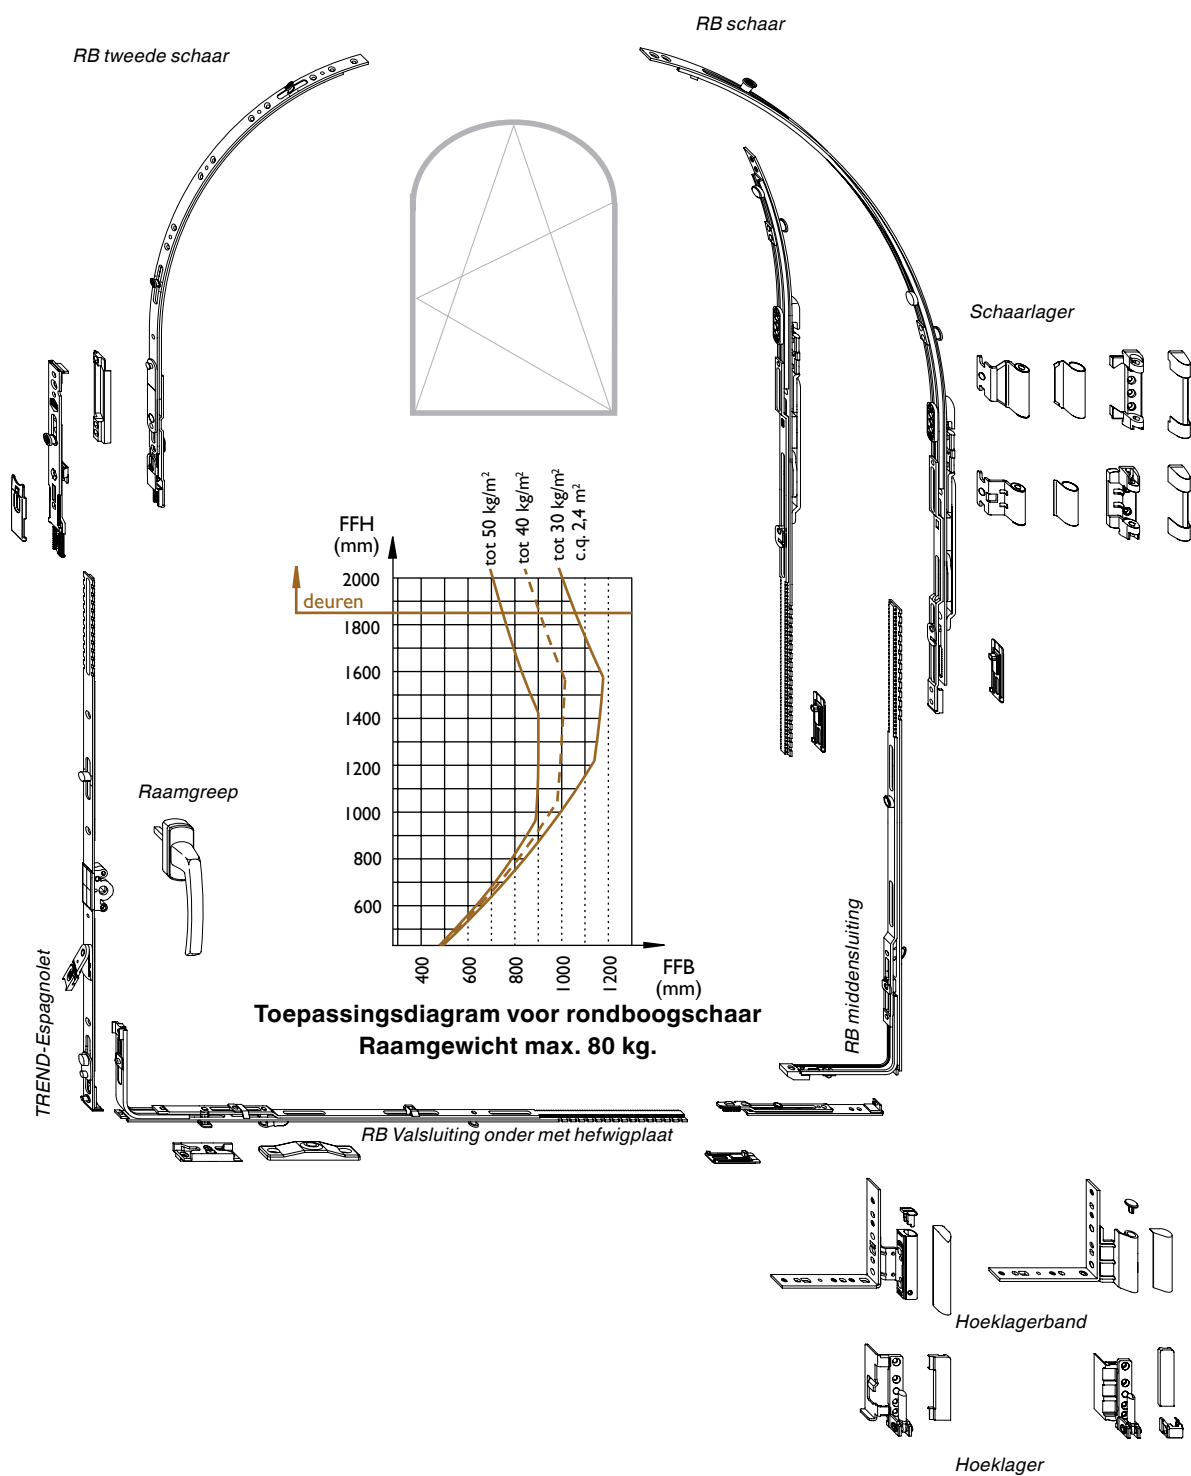 RB schaar
RB tweede schaar
Schaarlager
tot 50 kg/m²
tot 40 kg/m²
tot 30 kg/m²
c.q. 2,4 m²
FFH
(mm)
deuren
2000
1800
1600
1400
1200
1000
800
600
400
600
800
1000
1200
FFB
(mm)
Raamgreep
TREND-Espagnolet
RB middensluiting
Toepassingsdiagram voor rondboogschaar
Raamgewicht max. 80 kg.
RB Valsluiting onder met hefwigplaat
Hoeklagerband
Hoeklager